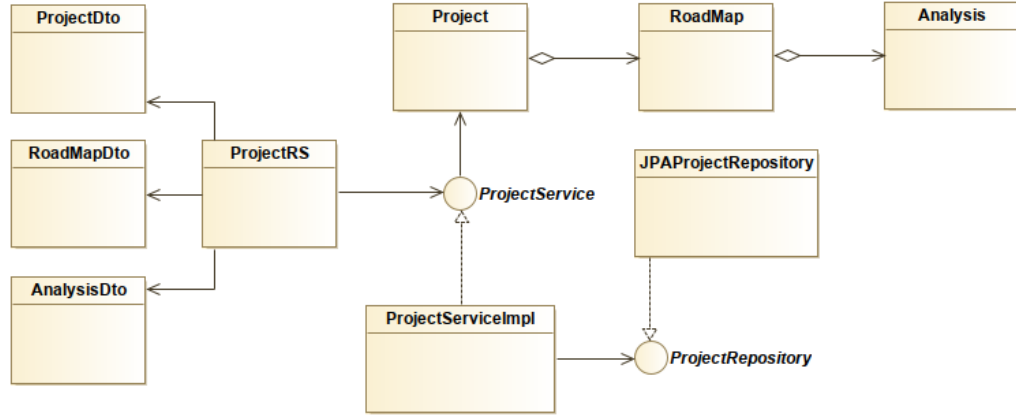 ProjectDto
Project
RoadMap
Analysis
RoadMapDto
ProjectRS
JPAProjectRepository
ProjectService
AnalysisDto
ProjectServiceImpl
ProjectRepository